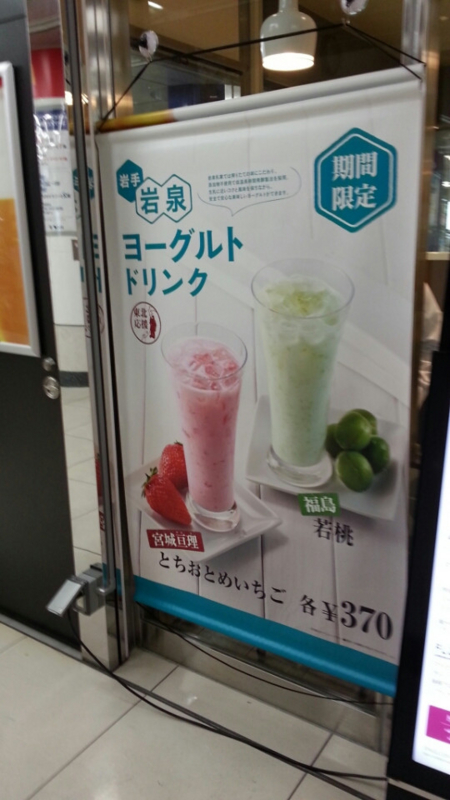 岩手
岩泉
期間
限定
ヨーグルト
ドリンク
東北
応援
福島
若桃
宮城亘理
とちおとめいちご
各¥370